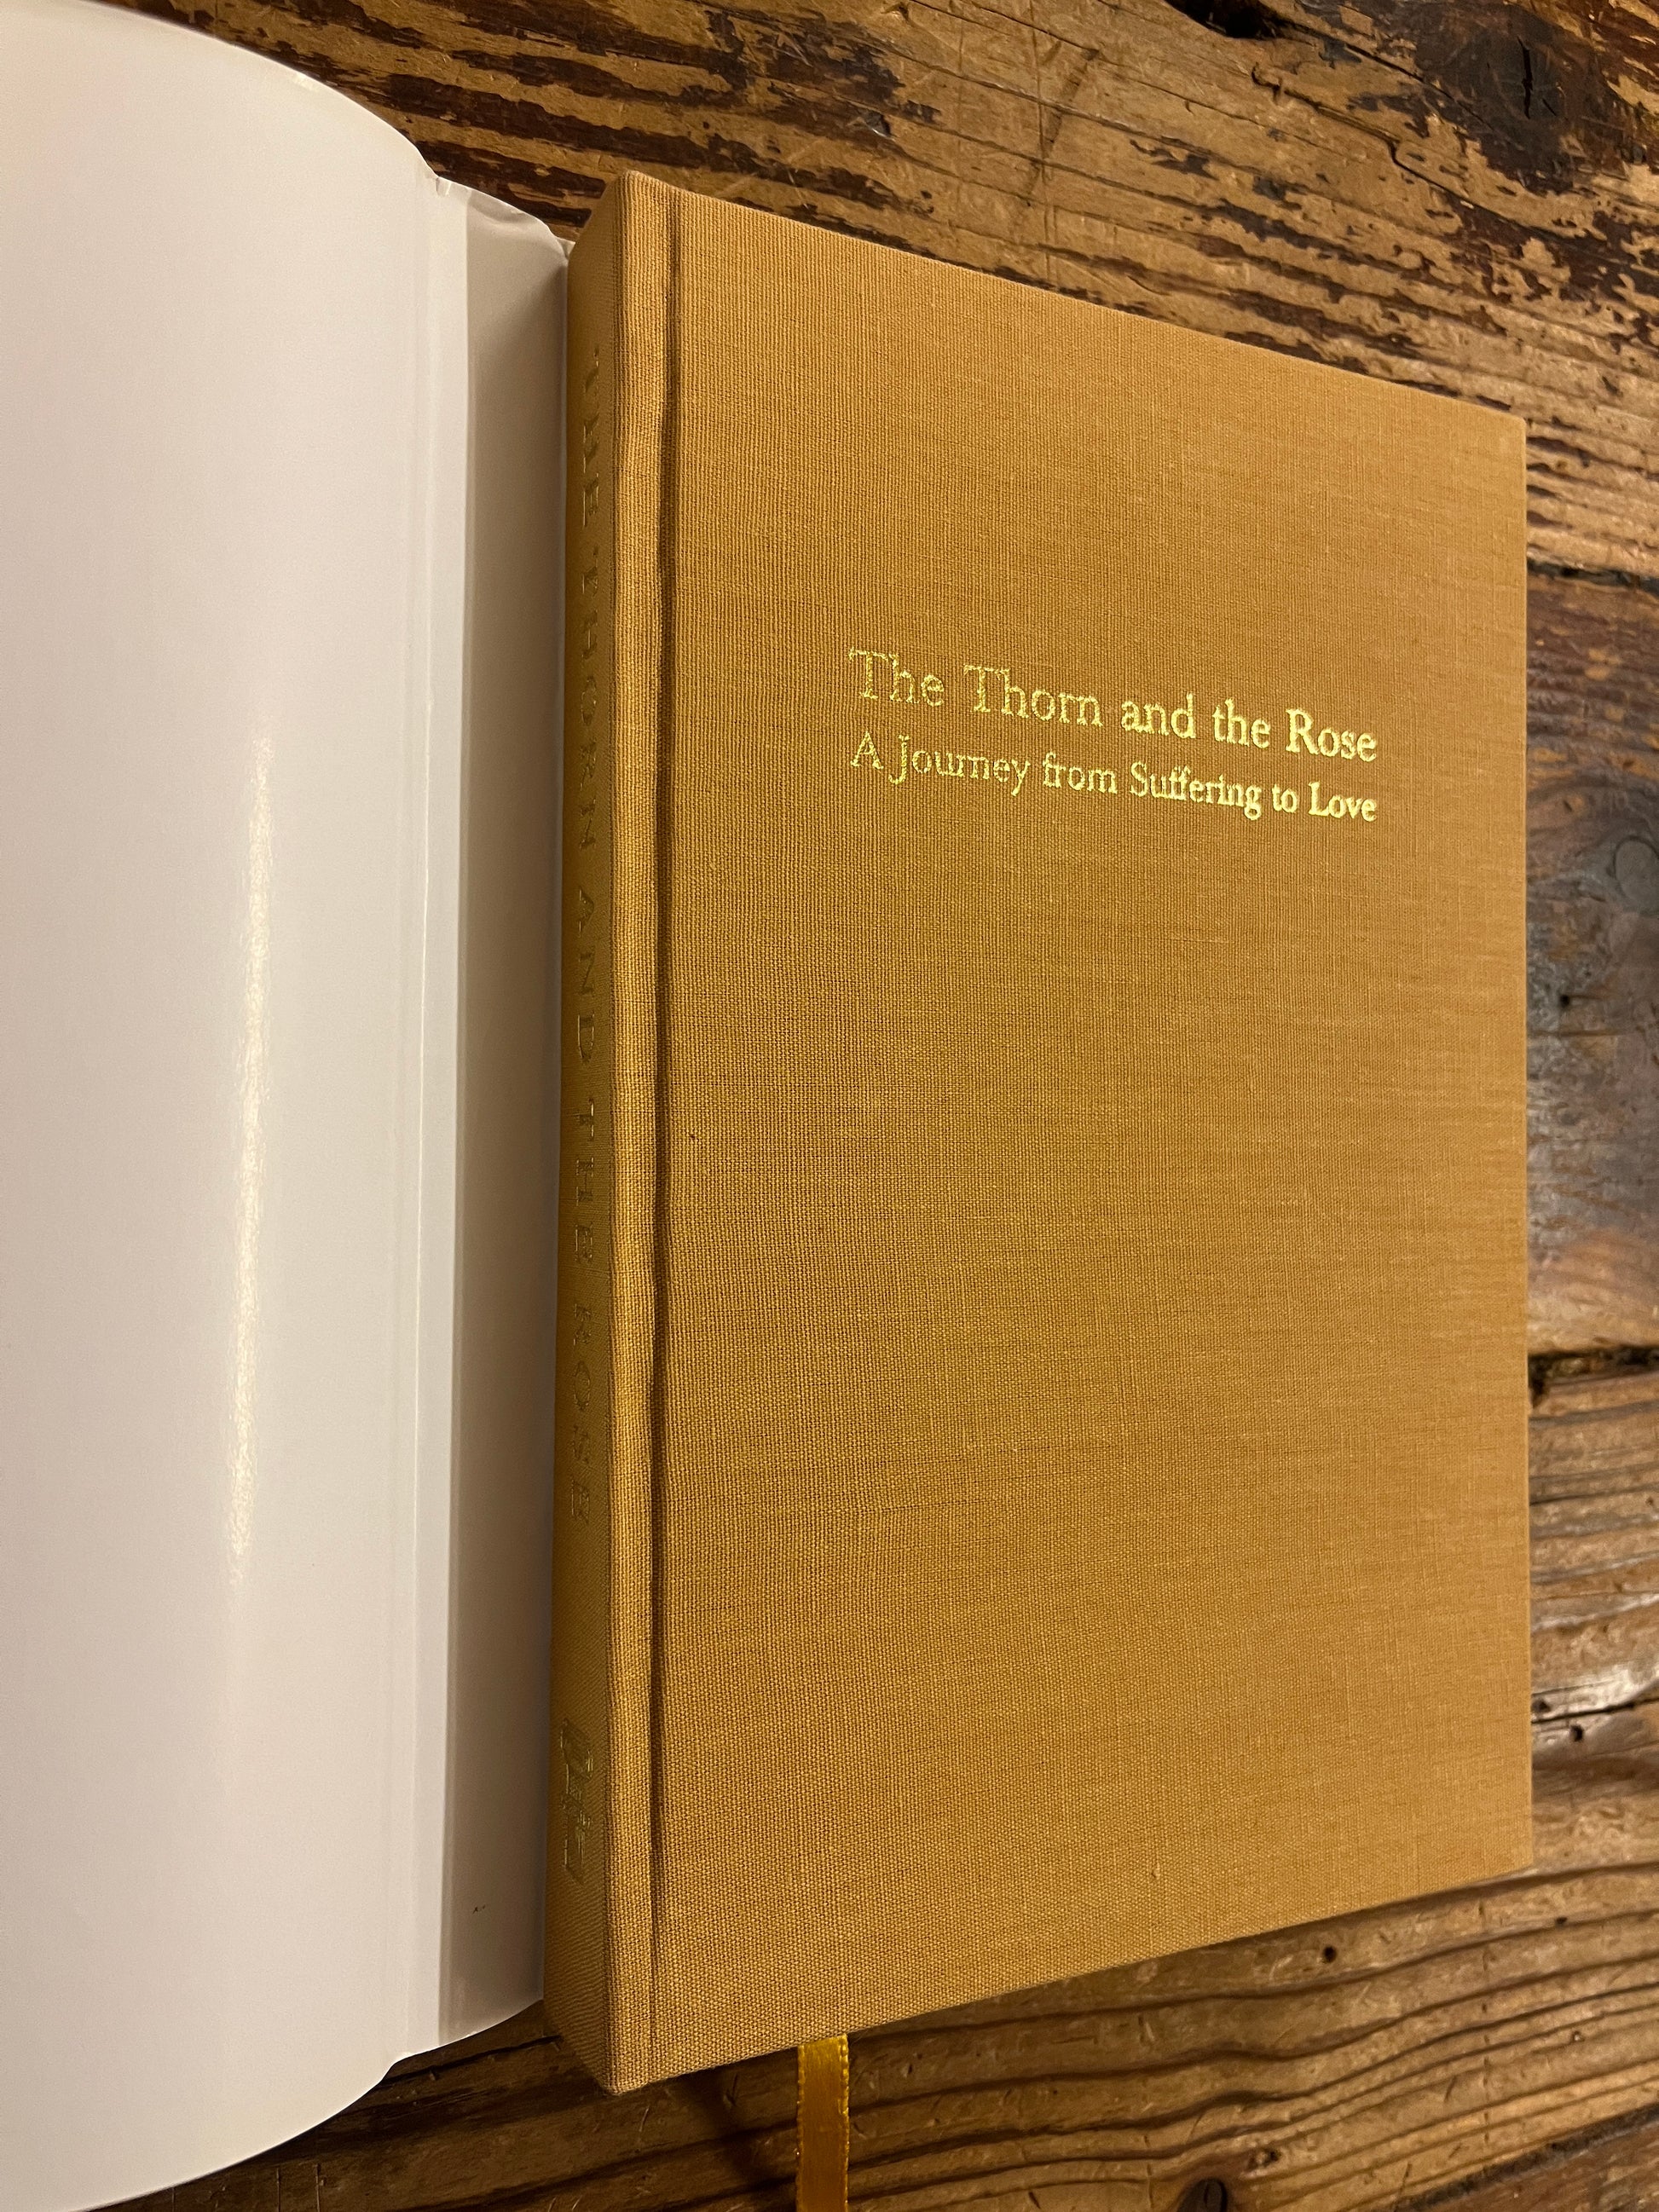 The Thorn and the Rose
A Journey from Suffering to Love
THE THORN AND THE ROSE